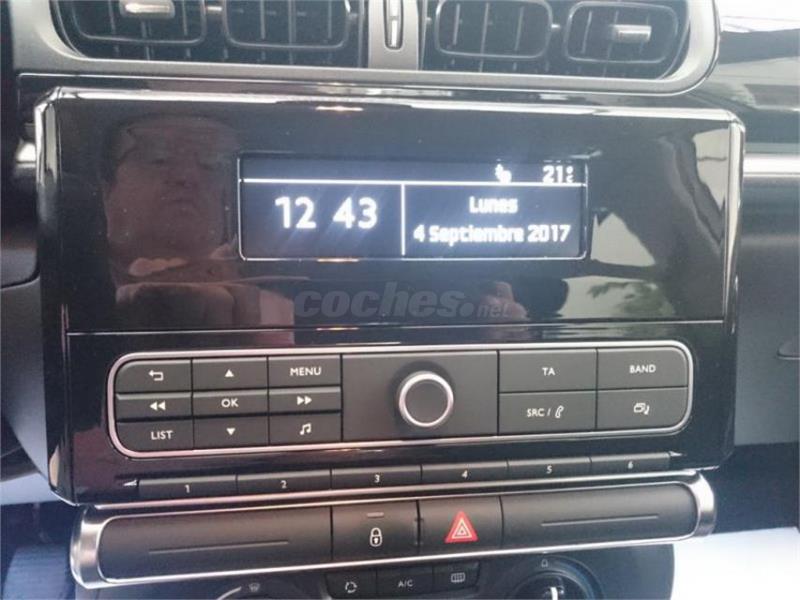 21°C
12 43
Lunes
4 Septiembre 2017
coches.net
MENU
OK
LIST
TA
BAND
SRC /
1 2 3 4 5 6
A/C